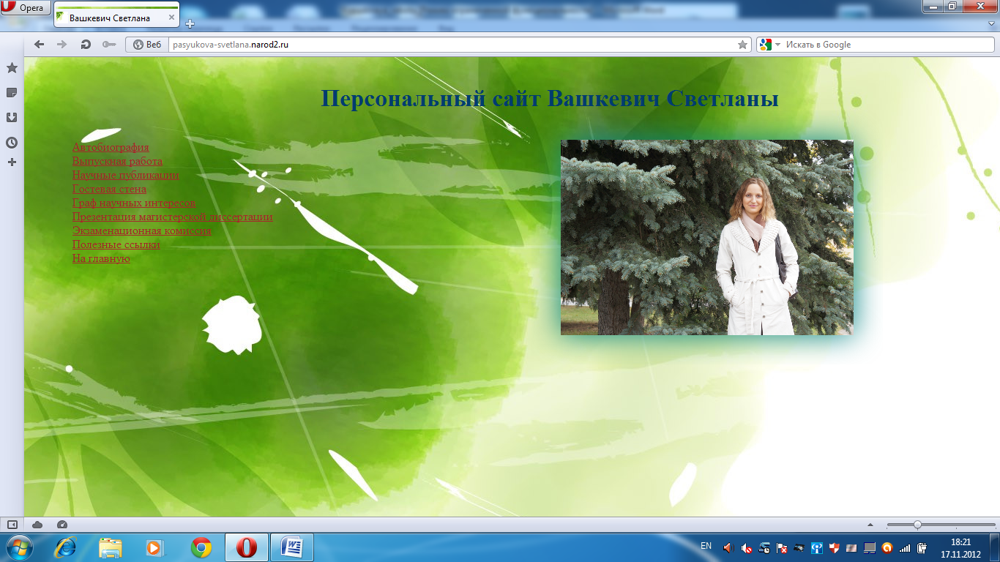 Opera
Вашкевич Светлана
Веб
pasyukova-svetlana.narod2.ru
Искать в Google
Персональный сайт Вашкевич Светланы
Автобиография
Выпускная работа
Научные публикации
Гостевая стена
Граф научных интересов
Презентация магистерской диссертации
Экзаменационная комиссия
Полезные ссылки
На главную
EN
18:21
17.11.2012